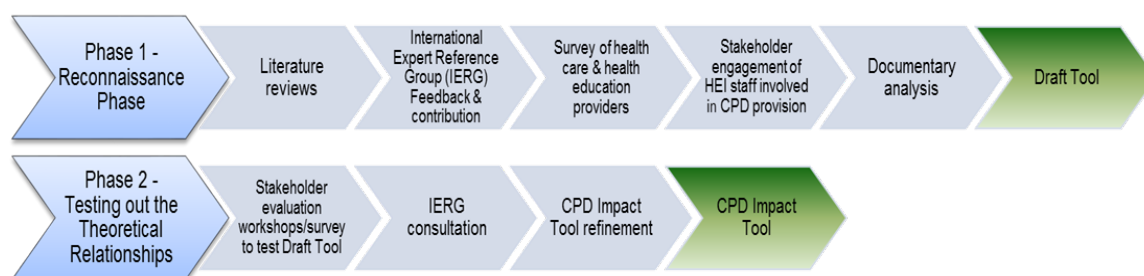 Phase 1 -
Reconnaissance
Phase
Literature
reviews
International
Expert Reference
Group (IERG)
Feedback &
contribution
Survey of health
care & health
education
providers
Stakeholder
engagement of
HEI staff involved
in CPD provision
Documentary
analysis
Draft Tool
Phase 2 -
Testing out the
Theoretical
Relationships
Stakeholder
evaluation
workshops/survey
to test Draft Tool
IERG
consultation
CPD Impact
Tool refinement
CPD Impact
Tool